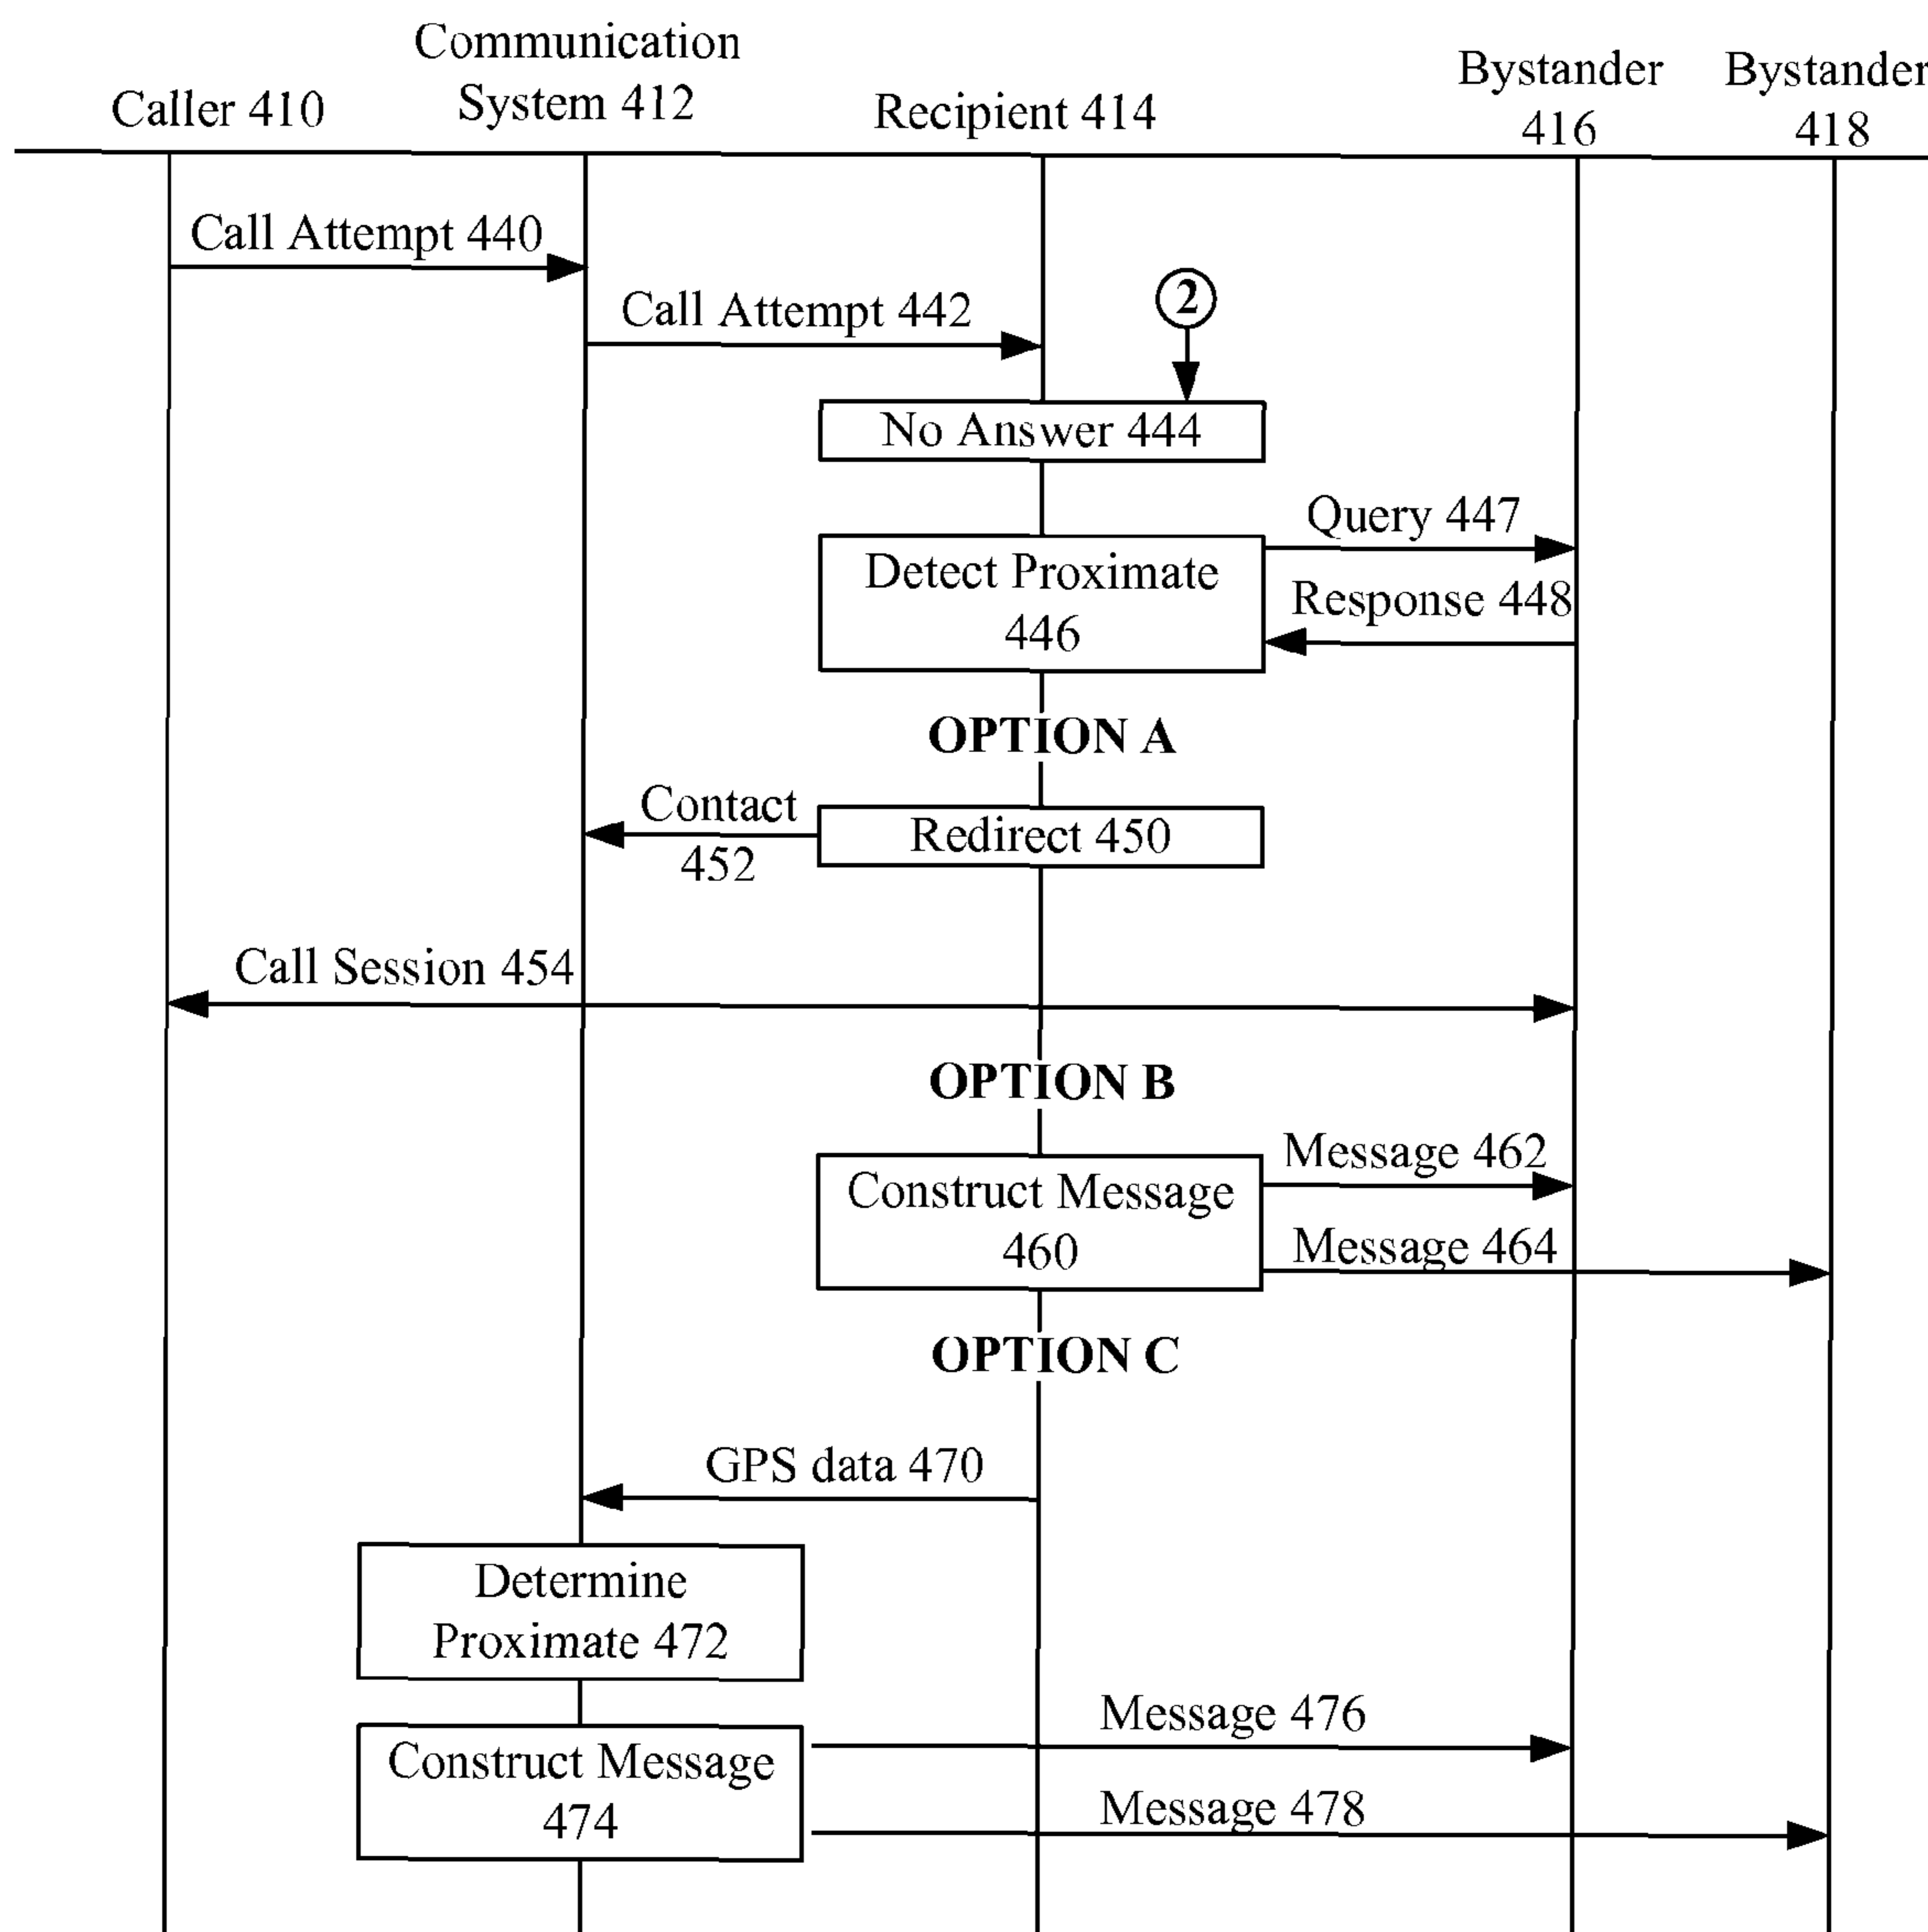 Communication
System 412
Caller 410
Recipient 414
Bystander
416
Bystander
418
Call Attempt 440
Call Attempt 442
2
No Answer 444
Query 447
Detect Proximate
446
Response 448
OPTION A
Contact
452
Redirect 450
Call Session 454
OPTION B
Message 462
Construct Message
460
Message 464
OPTION C
GPS data 470
Determine
Proximate 472
Message 476
Construct Message
474
Message 478